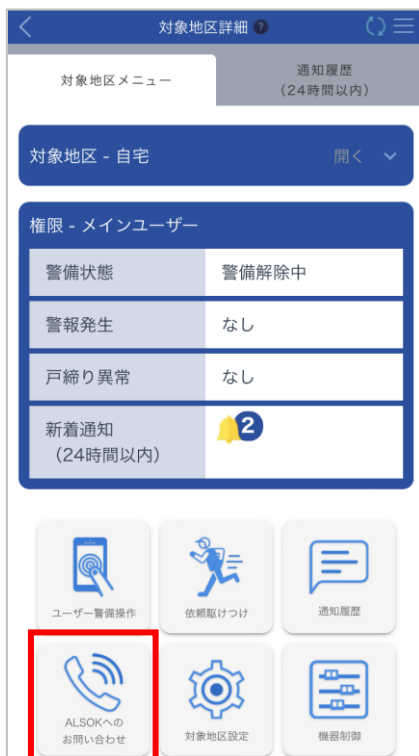 対象地区詳細 ?
対象地区メニュー
通知履歴
(24時間以内)
対象地区 - 自宅
開く
権限 - メインユーザー
警備状態
警備解除中
警報発生
なし
戸締り異常
なし
新着通知
(24時間以内)
2
ユーザー警備操作
依頼駆けつけ
通知履歴
ALSOKへの
お問い合わせ
対象地区設定
機器制御